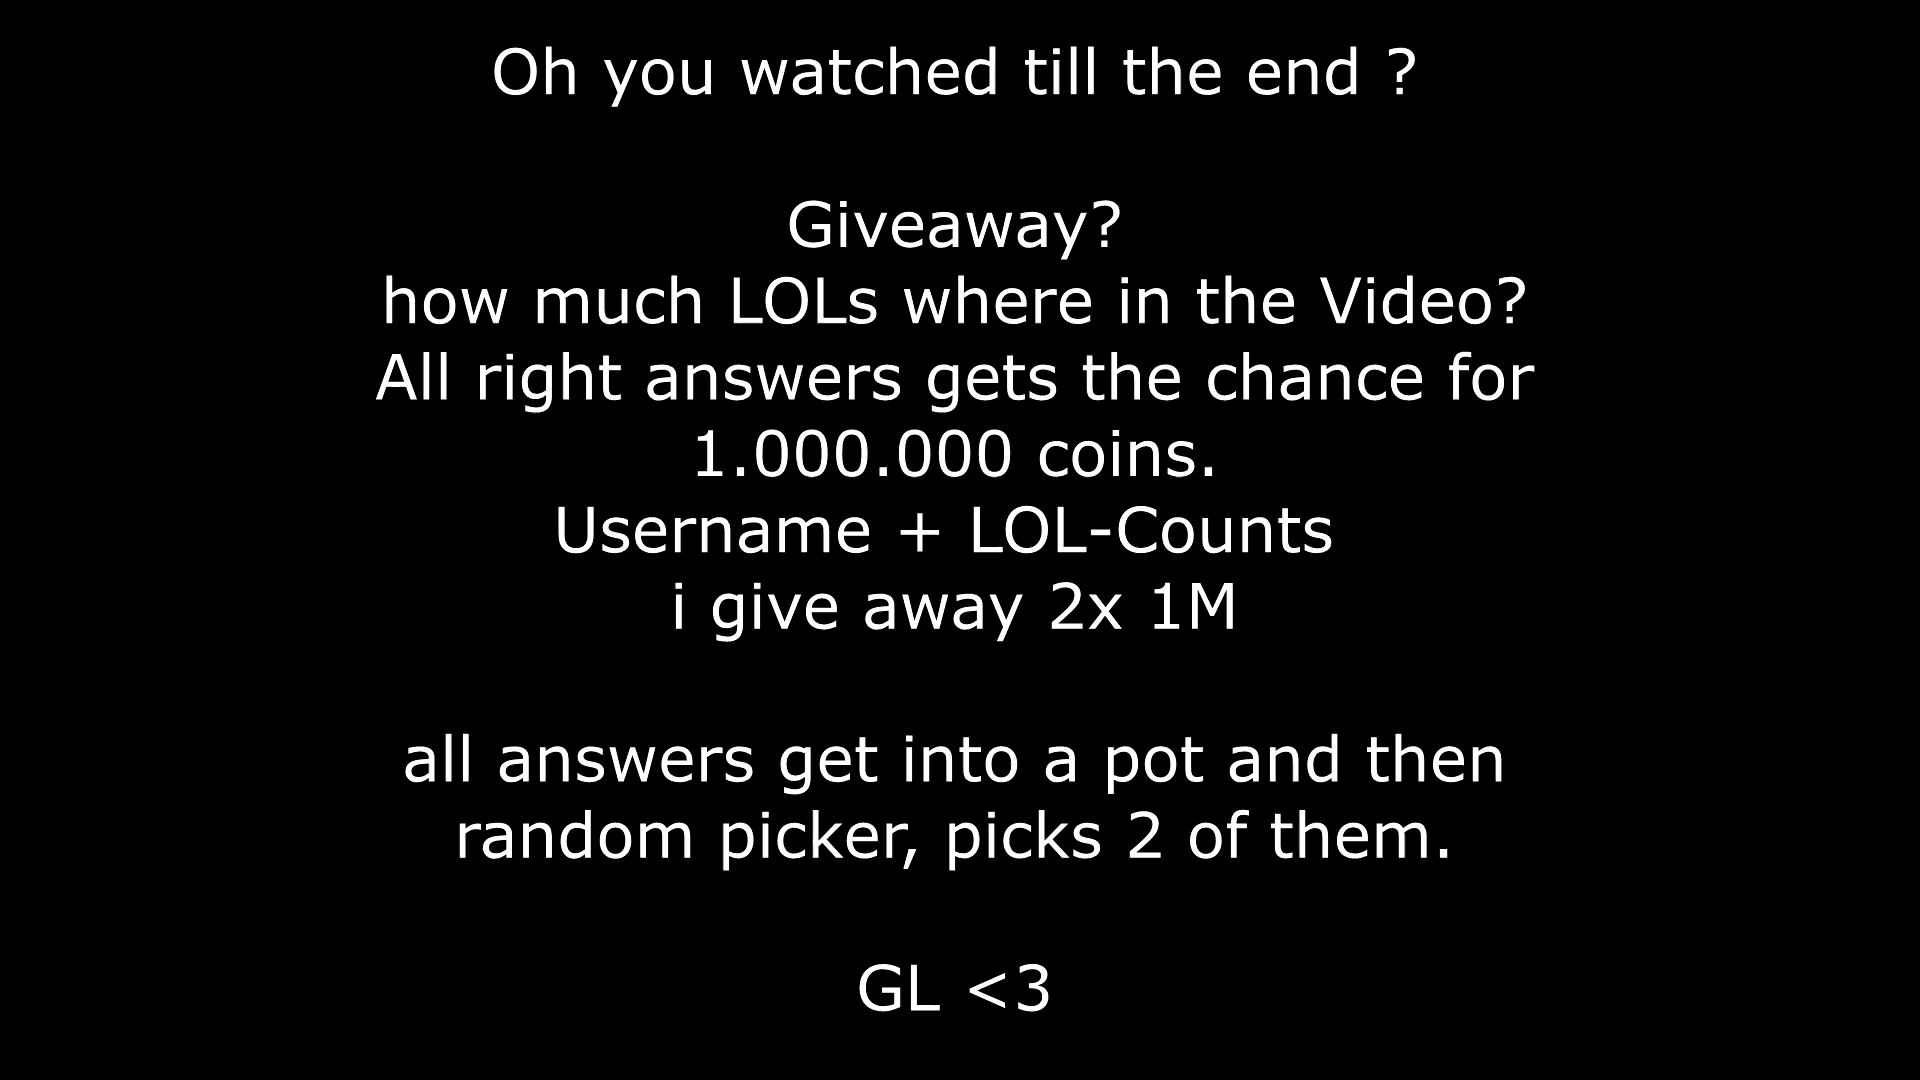 Oh you watched till the end ?
Giveaway?
how much LOLs where in the Video?
All right answers gets the chance for
1.000.000 coins.
Username + LOL-Counts
i give away 2x 1M
all answers get into a pot and then
random picker, picks 2 of them.
GL <3